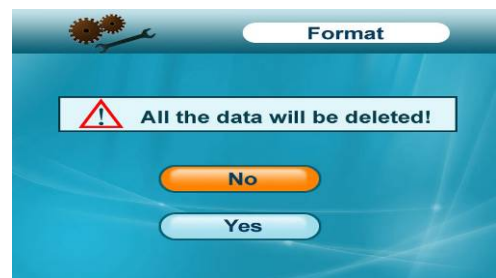 Format
All the data will be deleted!
No
Yes